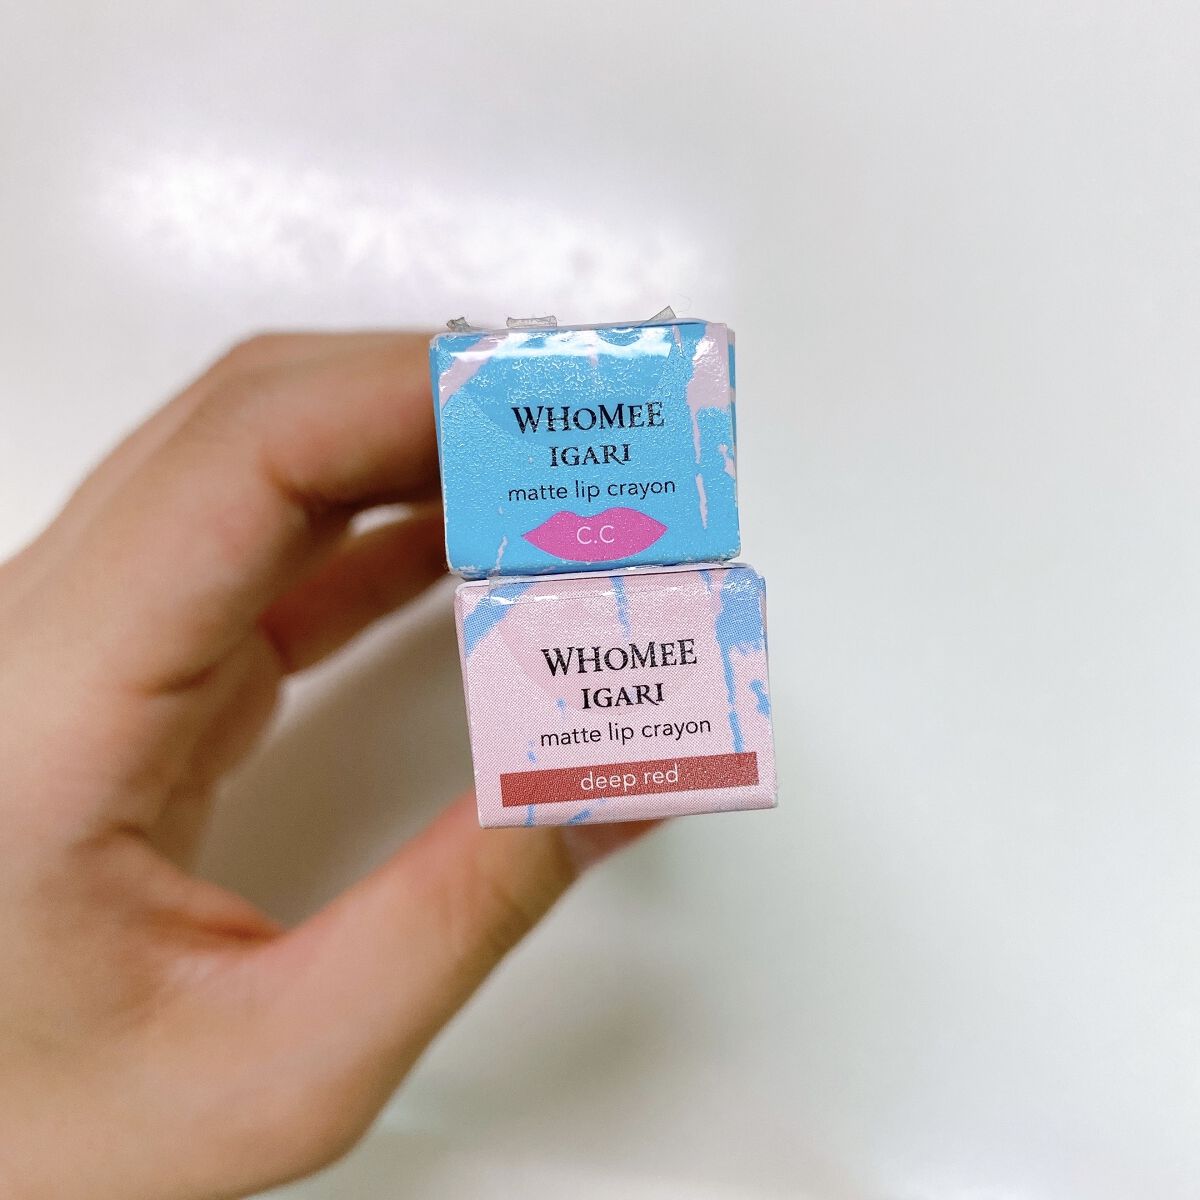 WHOMEE
IGARI
matte lip crayon
C.C
WHOMEE
IGARI
matte lip crayon
deep red